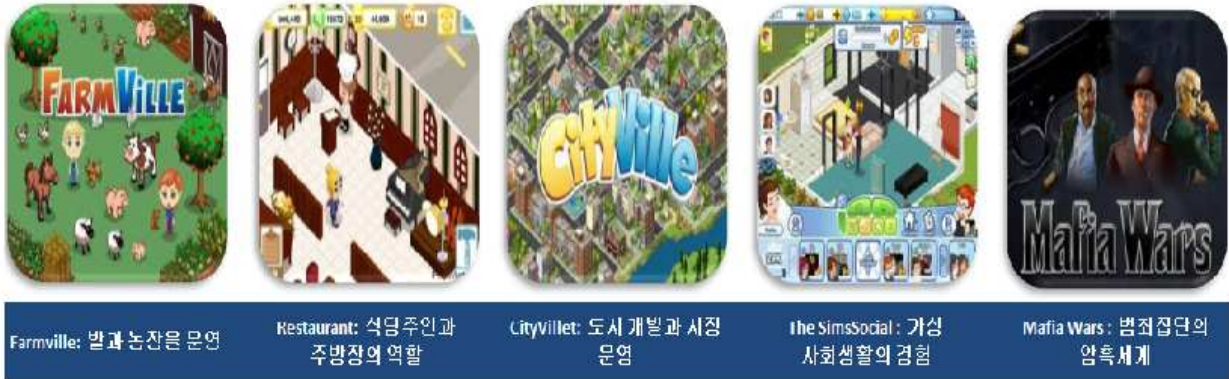 FARMVILLE
CityVille
Mafia Wars
Farmville: 밭과 농장을 운영
Restaurant: 식당주인과
주방장의 역할
CityVillet: 도시 개발과 시장
운영
The SimsSocial : 가상
사회생활의 경험
Mafia Wars : 범죄집단의
암흑세계